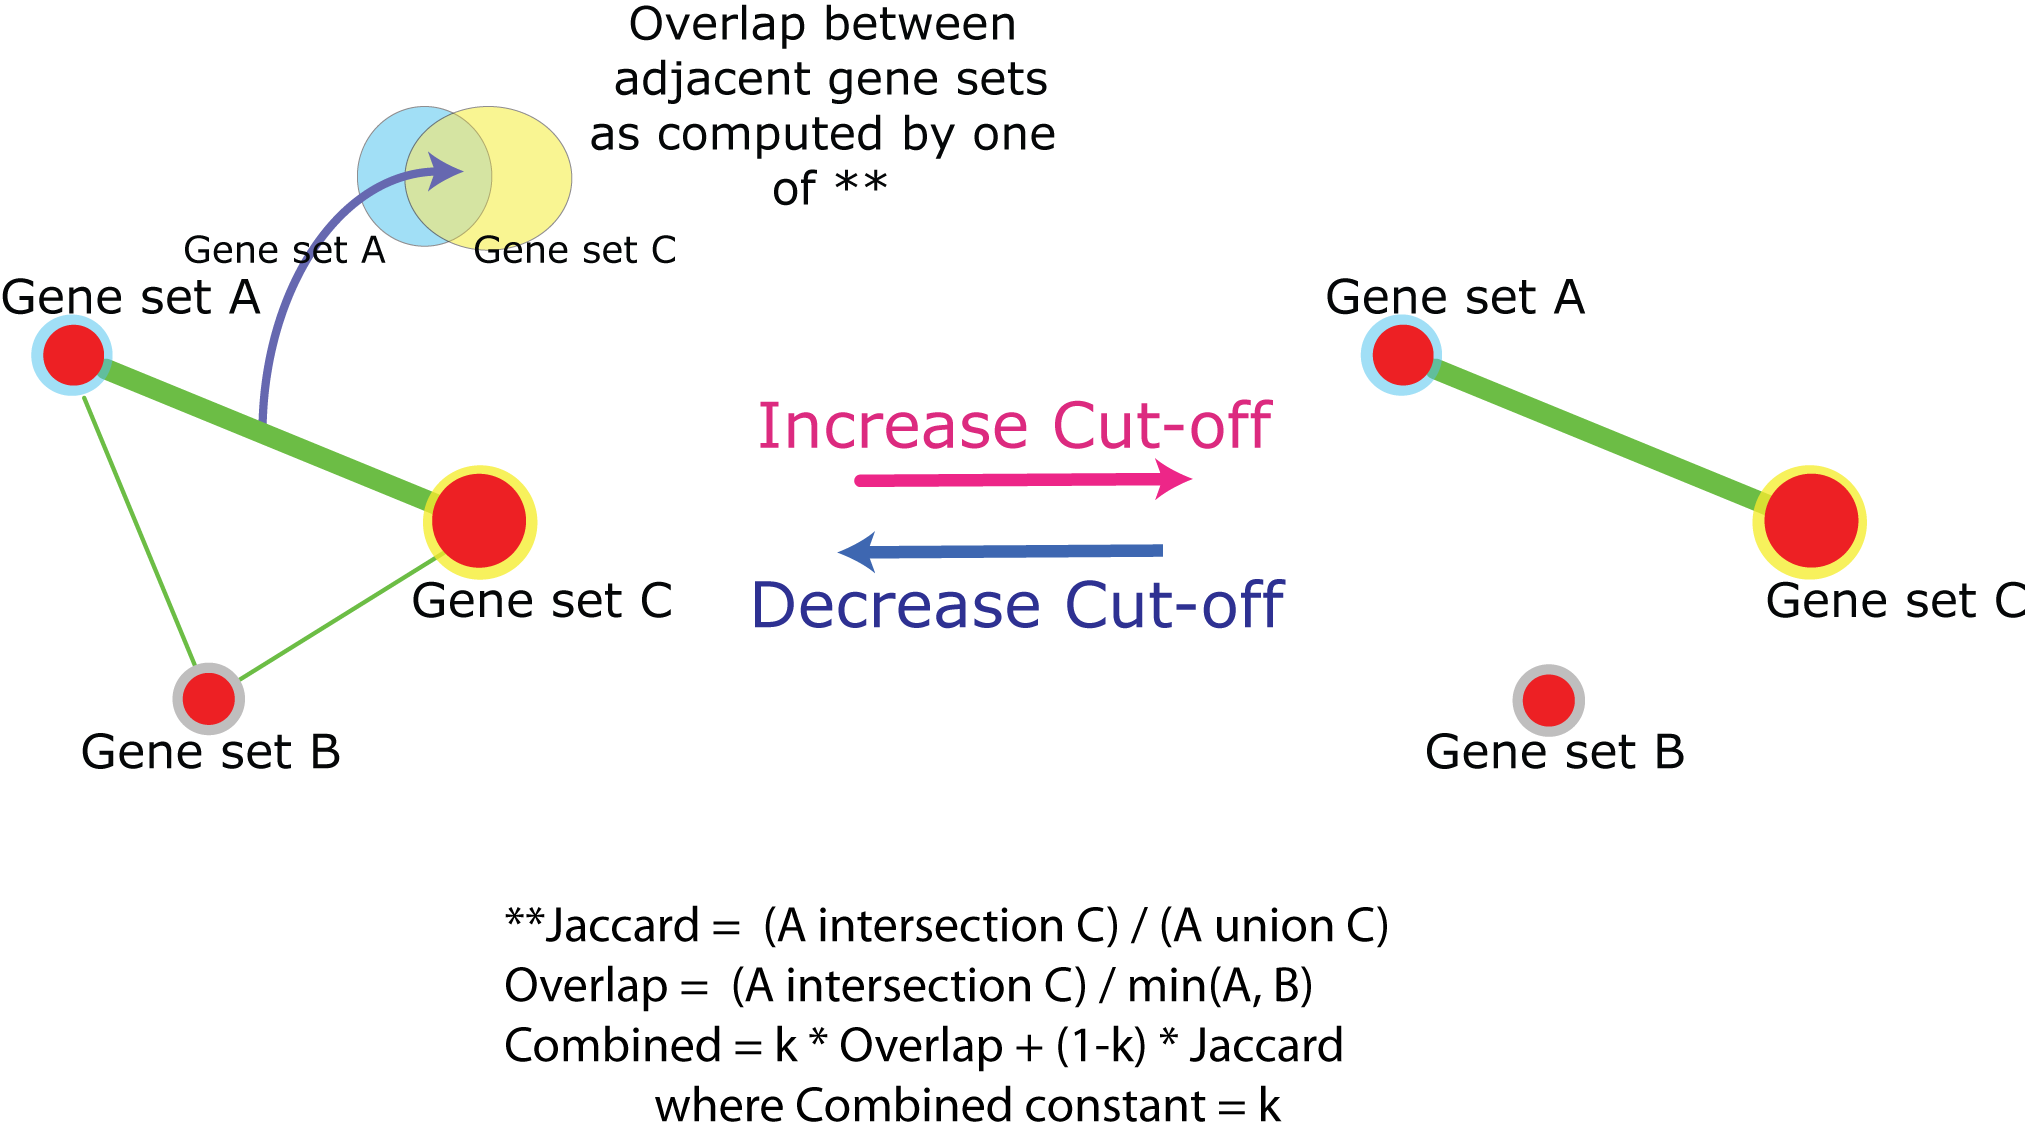 Overlap between
adjacent gene sets
as computed by one
of **
Gene set A
Gene set C
Gene set A
Gene set C
Gene set B
Increase Cut-off
Decrease Cut-off
Gene set A
Gene set C
Gene set B
**Jaccard = (A intersection C) / (A union C)
Overlap = (A intersection C) / min(A, B)
Combined = k * Overlap + (1-k) * Jaccard
where Combined constant = k